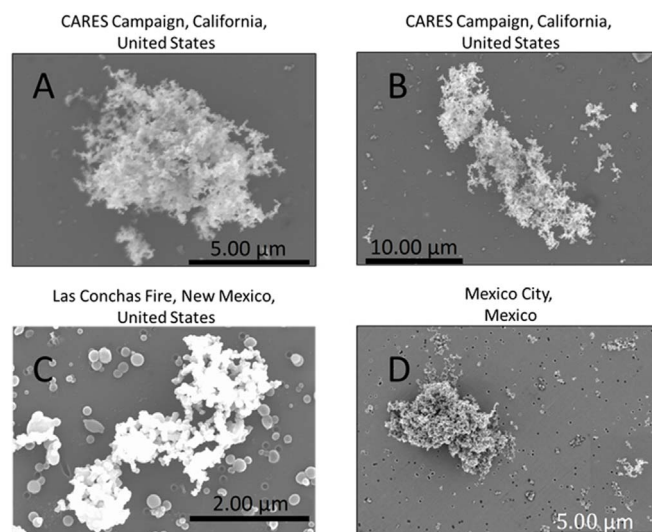 CARES Campaign, California,
United States
A
5.00 µm
CARES Campaign, California,
United States
B
10.00 µm
Las Conchas Fire, New Mexico,
United States
C
2.00 µm
Mexico City,
Mexico
D
5.00 µm